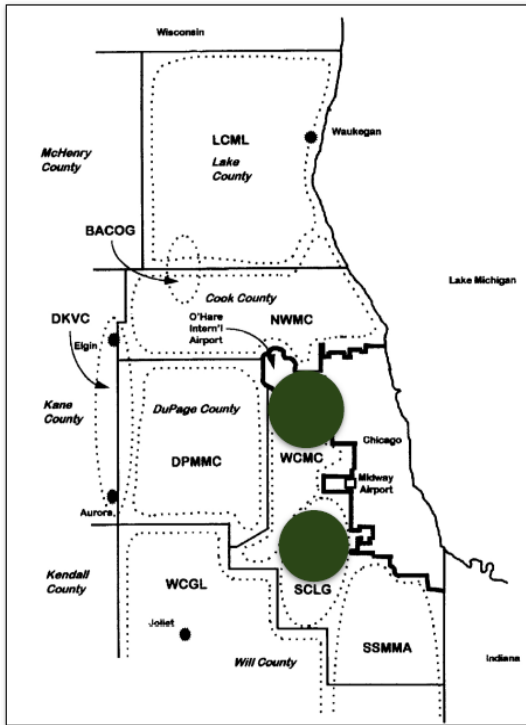 Wisconsin
LCML
Lake
County
Waukegan
McHenry
County
BACOG
Lake Michigan
Cook County
NWMC
O'Hare
Intern'l
Airport
DKVC
Elgin
Kane
County
DuPage County
DPMMC
Chicago
WCMC
Midway
Airport
Aurora
Kendall
County
WCGL
SCLG
Joliet
SSMMA
Will County
Indiana